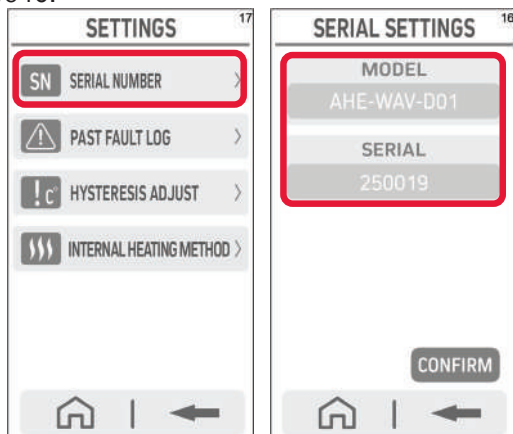 SETTINGS
17
SN SERIAL NUMBER
PAST FAULT LOG
!c° HYSTERESIS ADJUST
INTERNAL HEATING METHOD
SERIAL SETTINGS
16
MODEL
AHE-WAV-D01
SERIAL
250019
CONFIRM